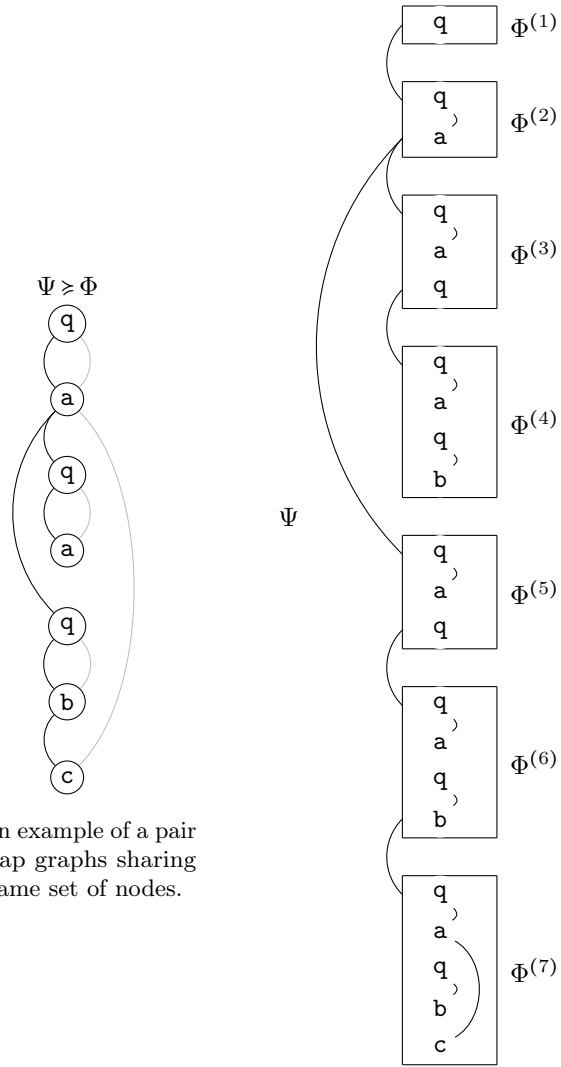 Ψ ≽ Φ
q
a
q
a
q
b
c
n example of a pair
ap graphs sharing
ame set of nodes.
Ψ
q Φ(1)
q
a
Φ(2)
q
a
q
Φ(3)
q
a
q
b
Φ(4)
q
a
q
Φ(5)
q
a
q
b
Φ(6)
q
a
q
b
c
Φ(7)